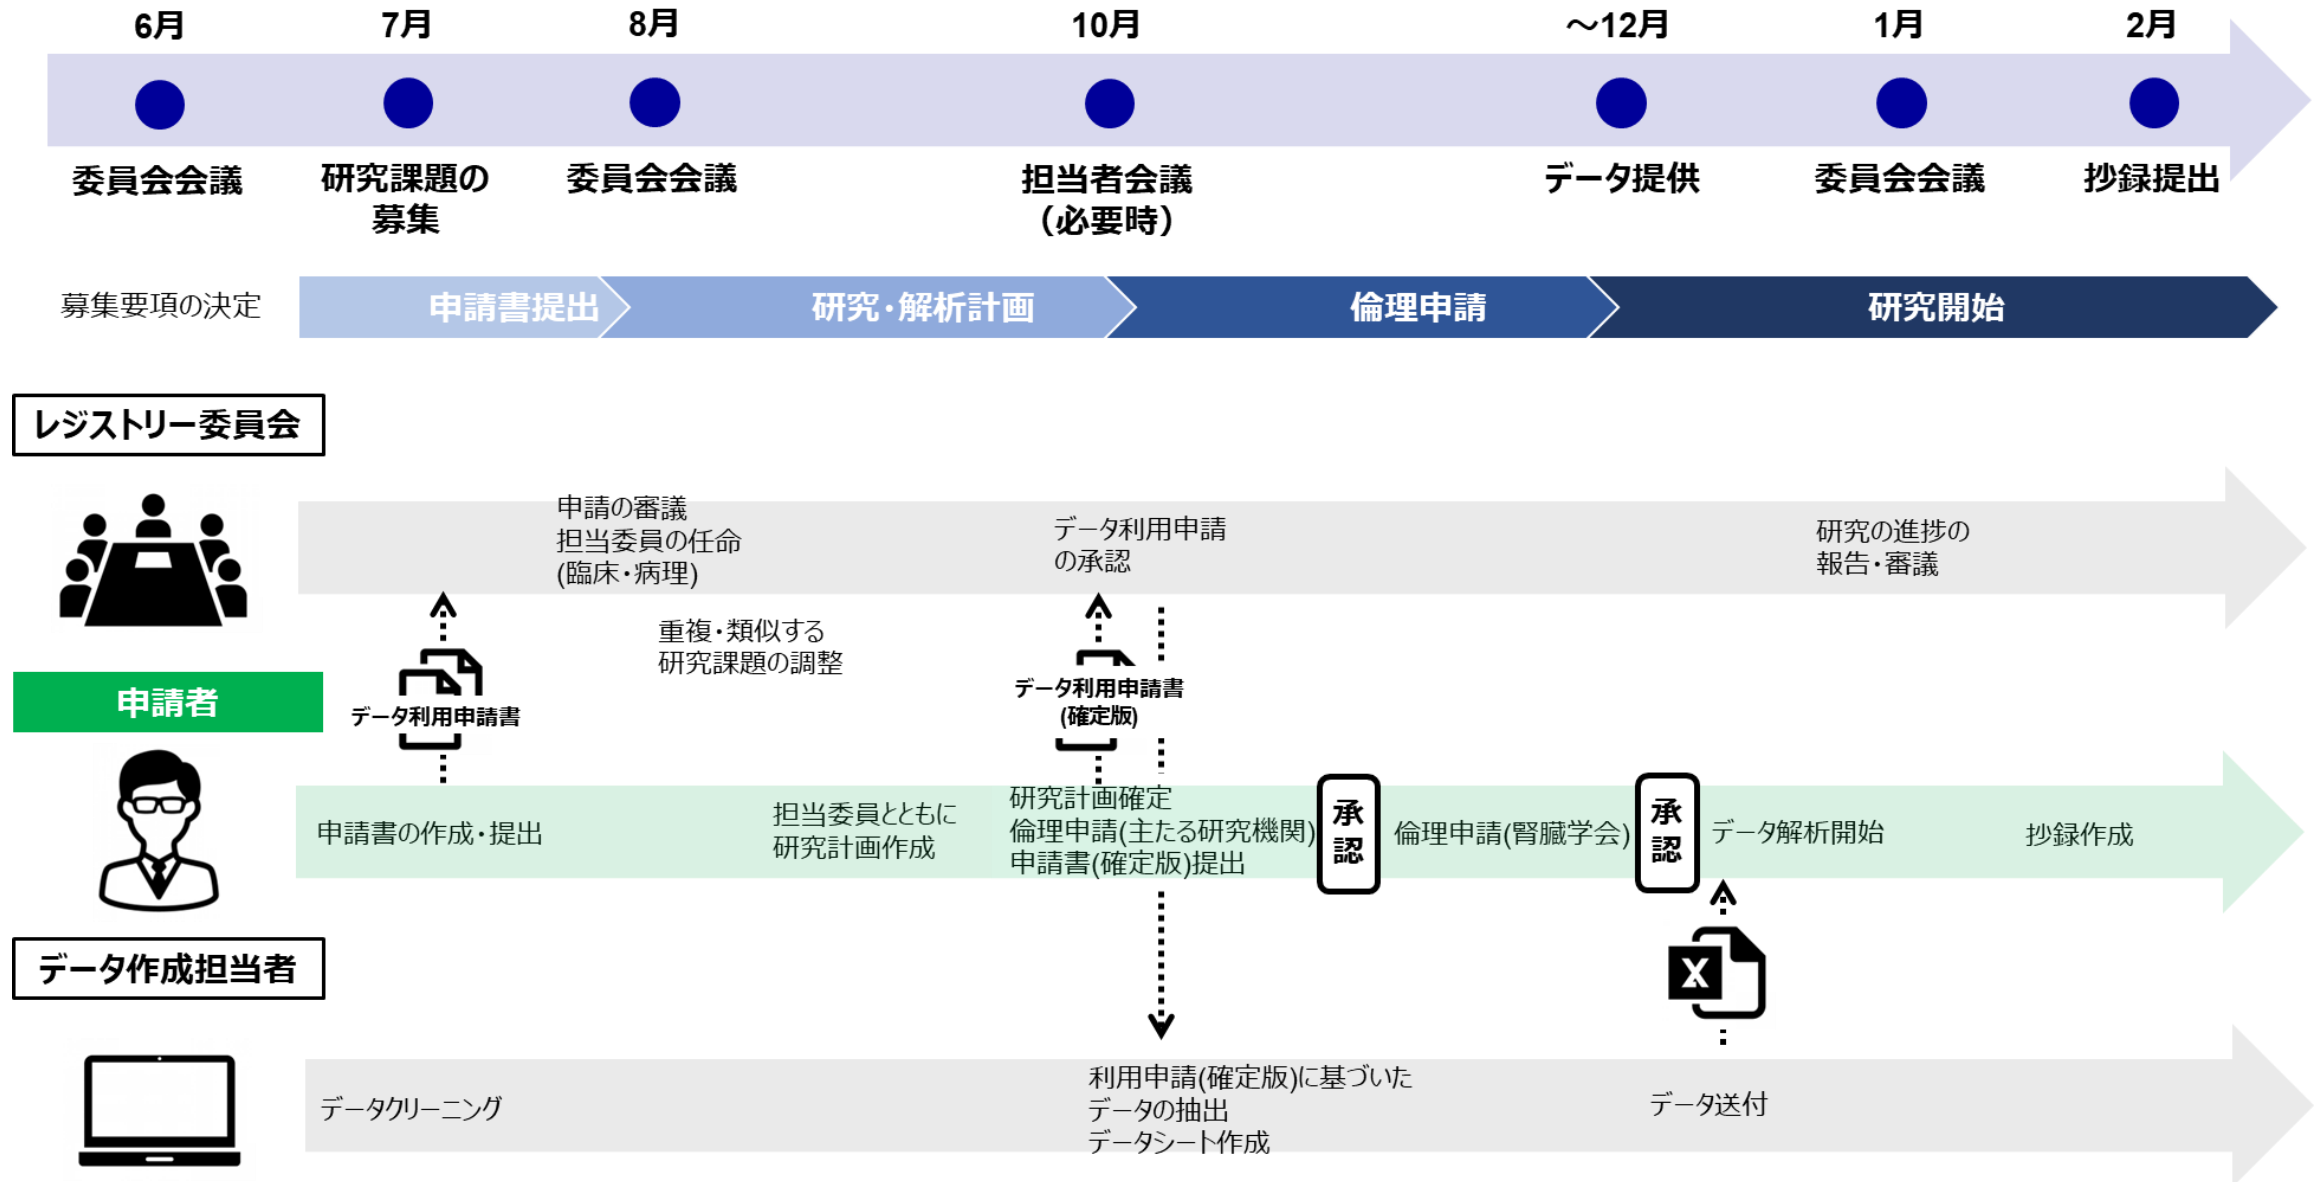 6月
7月
8月
10月
～12月
1月
2月
委員会会議
研究課題の
募集
委員会会議
担当者会議
（必要時）
データ提供
委員会会議
抄録提出
募集要項の決定
申請書提出
研究・解析計画
倫理申請
研究開始
レジストリー委員会
申請の審議
担当委員の任命
(臨床・病理)
データ利用申請
の承認
研究の進捗の
報告・審議
重複・類似する
研究課題の調整
申請者
データ利用申請書
データ利用申請書
(確定版)
申請書の作成・提出
担当委員とともに
研究計画作成
研究計画確定
倫理申請(主たる研究機関)
申請書(確定版)提出
承
認
倫理申請(腎臓学会)
承
認
データ解析開始
抄録作成
データ作成担当者
X
データクリーニング
利用申請(確定版)に基づいた
データの抽出
データシート作成
データ送付